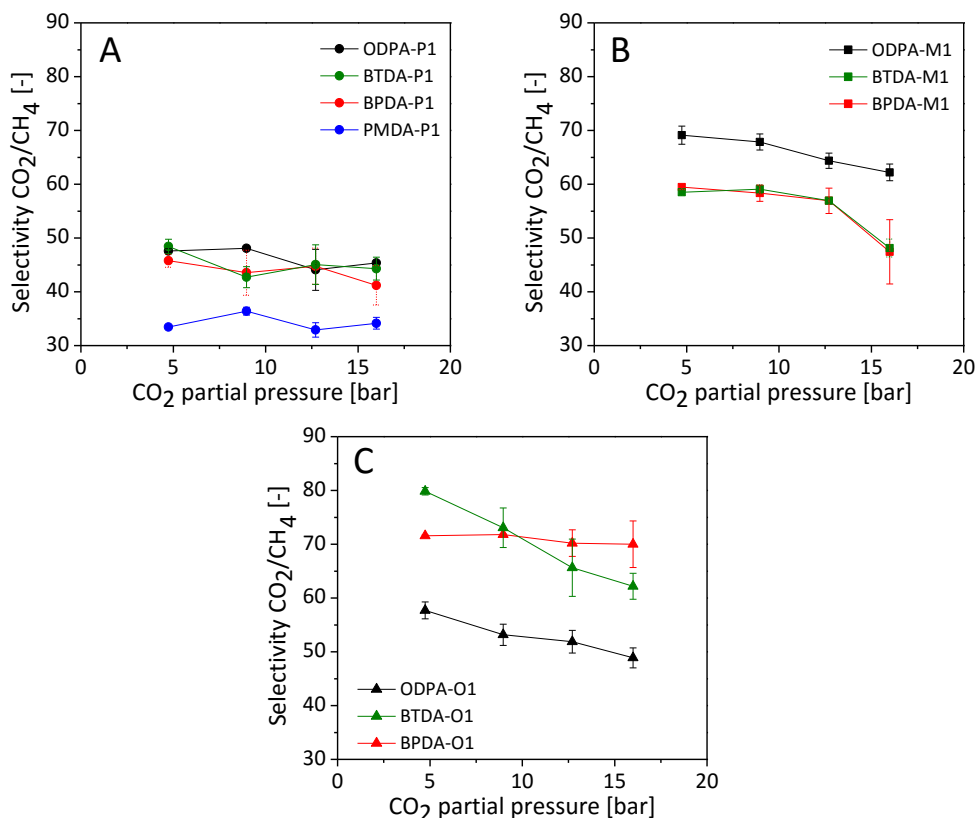 A
ODPA-P1
BTDA-P1
BPDA-P1
PMDA-P1
90
80
70
60
50
40
30
0 5 10 15 20
Selectivity CO2/CH4 [-]
CO2 partial pressure [bar]
B
ODPA-M1
BTDA-M1
BPDA-M1
90
80
70
60
50
40
30
0 5 10 15 20
Selectivity CO2/CH4 [-]
CO2 partial pressure [bar]
C
ODPA-O1
BTDA-O1
BPDA-O1
90
80
70
60
50
40
30
0 5 10 15 20
Selectivity CO2/CH4 [-]
CO2 partial pressure [bar]